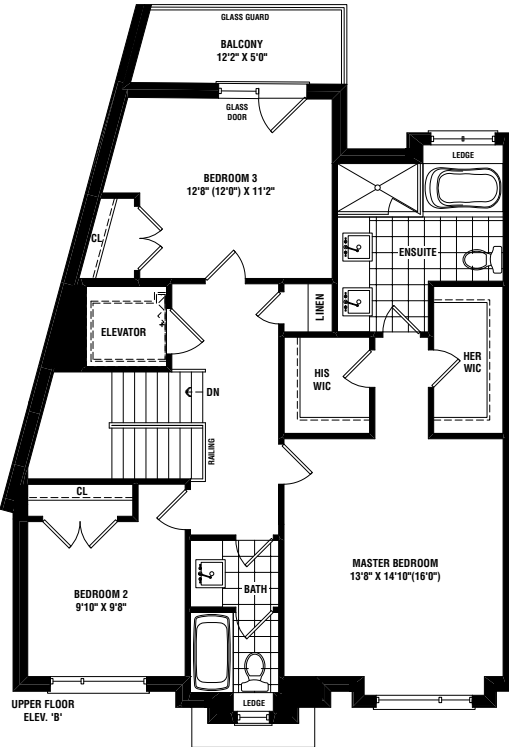 GLASS GUARD
BALCONY
12'2" X 5'0"
GLASS
DOOR
LEDGE
BEDROOM 3
12'8" (12'0") X 11'2"
CL
ENSUITE
LINEN
ELEVATOR
HIS
WIC
HER
WIC
DN
RAILING
CL
MASTER BEDROOM
13'8" X 14'10"(16'0")
BATH
BEDROOM 2
9'10" X 9'8"
LEDGE
UPPER FLOOR
ELEV. 'B'